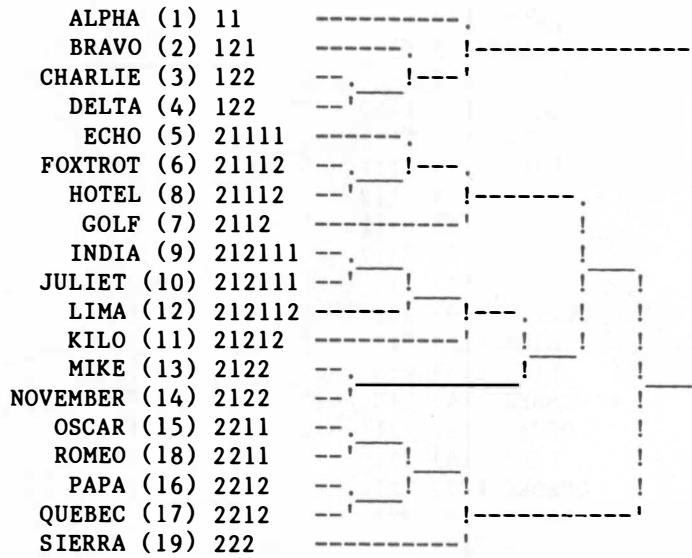 ALPHA (1) 11
BRAVO (2) 121
CHARLIE (3) 122
DELTA (4) 122
ECHO (5) 21111
FOXTROT (6) 21112
HOTEL (8) 21112
GOLF (7) 2112
INDIA (9) 212111
JULIET (10) 212111
LIMA (12) 212112
KILO (11) 21212
MIKE (13) 2122
NOVEMBER (14) 2122
OSCAR (15) 2211
ROMEO (18) 2211
PAPA (16) 2212
QUEBEC (17) 2212
SIERRA (19) 222